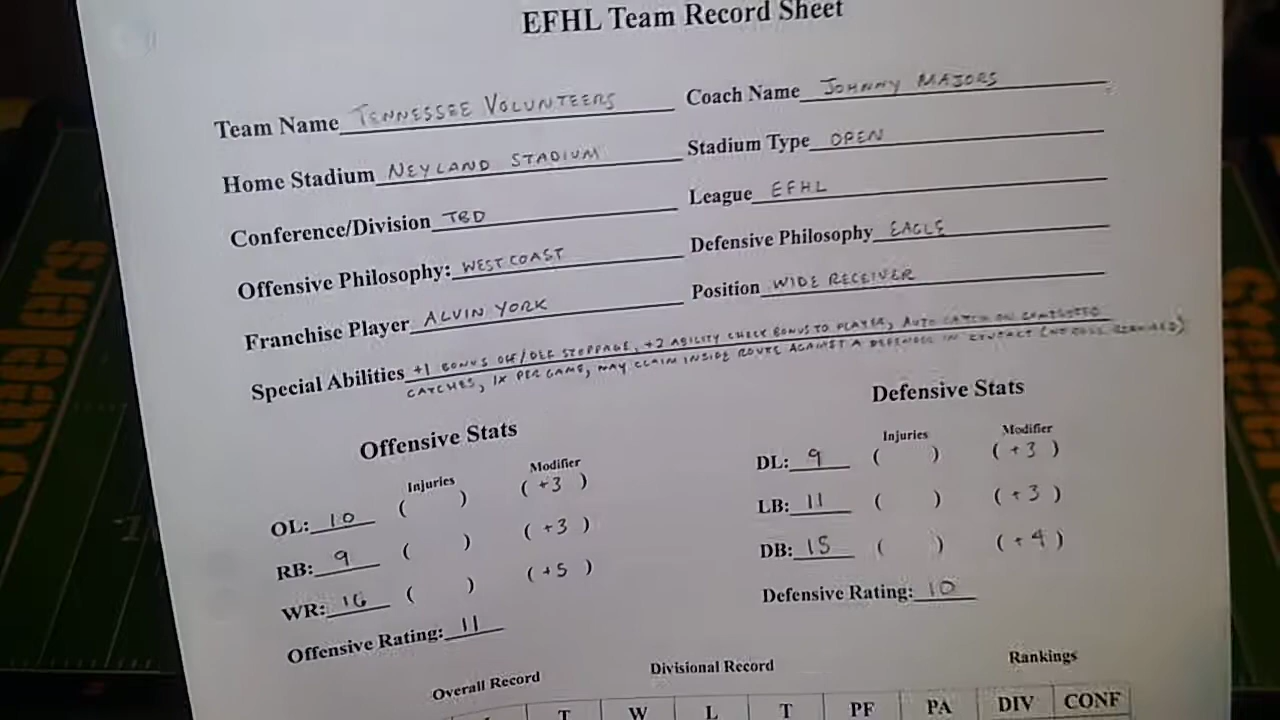 EFHL Team Record Sheet
Team Name TENNESSEE VOLUNTEERS Coach Name JOHNNY MAJORS
Home Stadium NEYLAND STADIUM Stadium Type OPEN
Conference/Division TBD League EFHL
Offensive Philosophy: WEST COAST Defensive Philosophy EAGLE
Franchise Player ALVIN YORK Position WIDE RECEIVER
Special Abilities +1 BONUS OFF/DEF STOPPAGE, +2 ABILITY CHECK BONUS TO PLAYER, AUTO CATCH ON COMPLETED
CATCHES, 1X PER GAME, MAY CLAIM INSIDE ROUTE AGAINST A DEFENDER IN CONTACT (NO ROLL REQUIRED)
Offensive Stats
Injuries Modifier
OL: 10 ( ) ( +3 )
RB: 9 ( ) ( +3 )
WR: 16 ( ) ( +5 )
Offensive Rating: 11
Defensive Stats
Injuries Modifier
DL: 9 ( ) ( +3 )
LB: 11 ( ) ( +3 )
DB: 15 ( ) ( +4 )
Defensive Rating: 10
Overall Record Divisional Record Rankings
T W L T PF PA DIV CONF
steelers
steelers